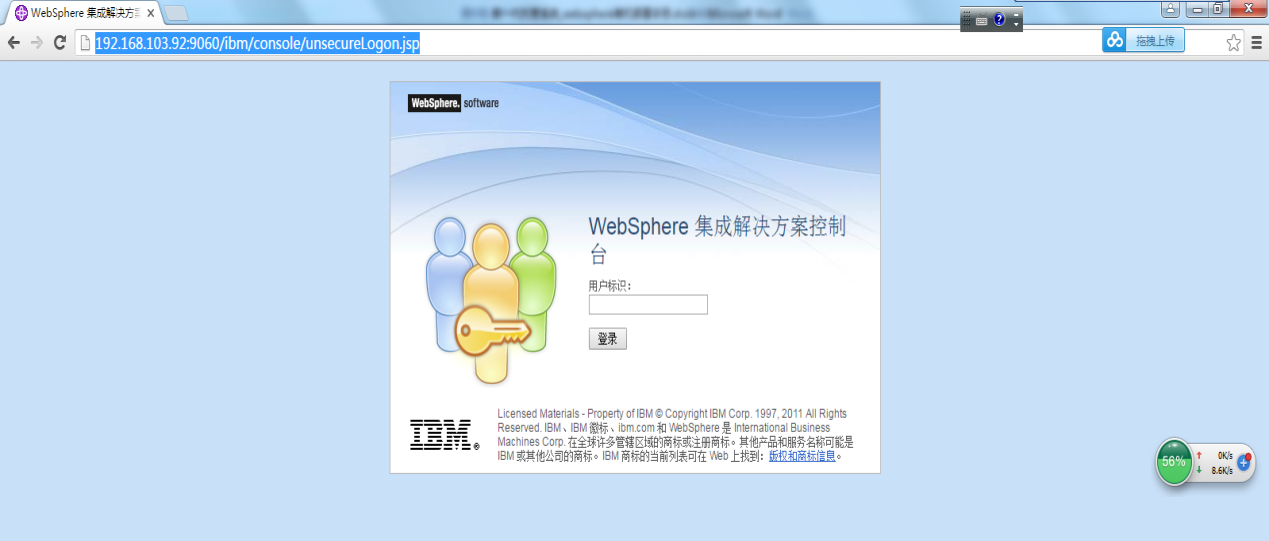 WebSphere 集成解决方案
192.168.103.92:9060/ibm/console/unsecureLogon.jsp
拖拽上传
WebSphere. software
WebSphere 集成解决方案控制
台
用户标识：
登录
IBM®
Licensed Materials - Property of IBM © Copyright IBM Corp. 1997, 2011 All Rights
Reserved. IBM、IBM 徽标、ibm.com 和 WebSphere 是 International Business
Machines Corp. 在全球许多管辖区域的商标或注册商标。其他产品和服务名称可能是
IBM 或其他公司的商标。IBM 商标的当前列表可在 Web 上找到：版权和商标信息。
56%
0K/s
8.6K/s